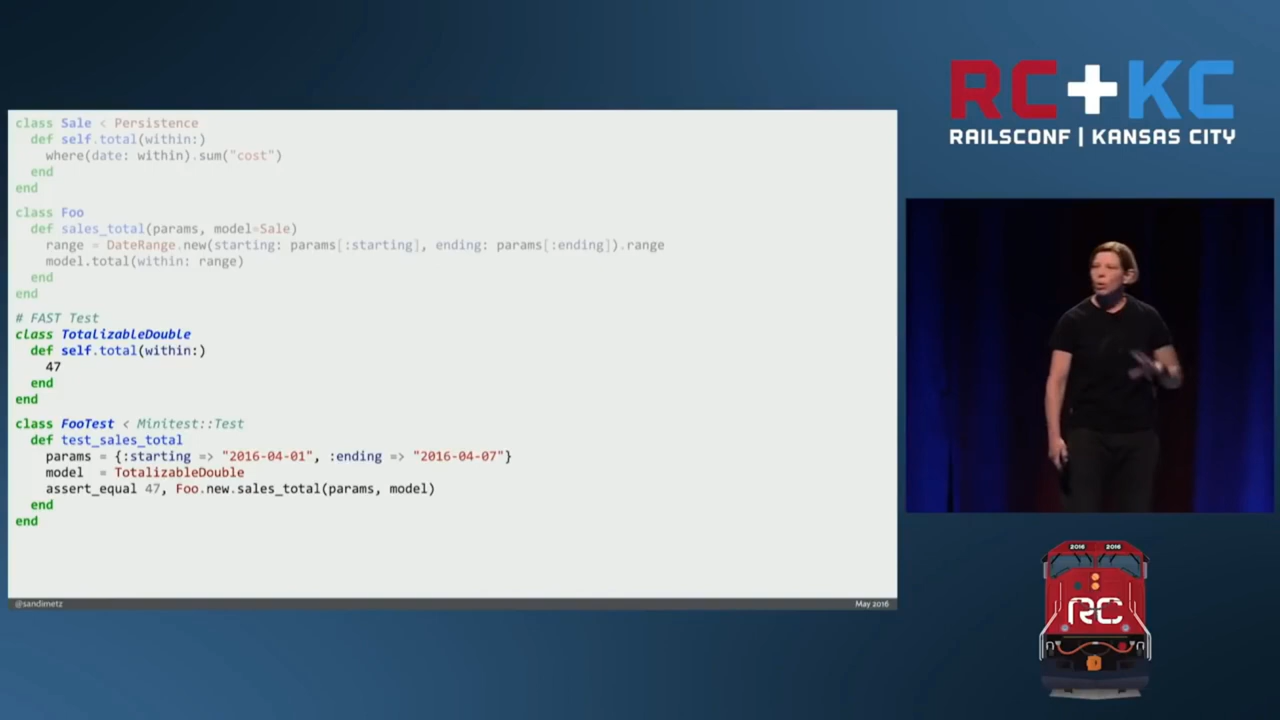 class Sale < Persistence
  def self.total(within:)
    where(date: within).sum("cost")
  end
end
class Foo
  def sales_total(params, model=Sale)
    range = DateRange.new(starting: params[:starting], ending: params[:ending]).range
    model.total(within: range)
  end
end
# FAST Test
class TotalizableDouble
  def self.total(within:)
    47
  end
end
class FooTest < Minitest::Test
  def test_sales_total
    params = {:starting => "2016-04-01", :ending => "2016-04-07"}
    model  = TotalizableDouble
    assert_equal 47, Foo.new.sales_total(params, model)
  end
end
@sandimetz
May 2016
RC+KC
RAILSCONF | KANSAS CITY
2016 2016
RC